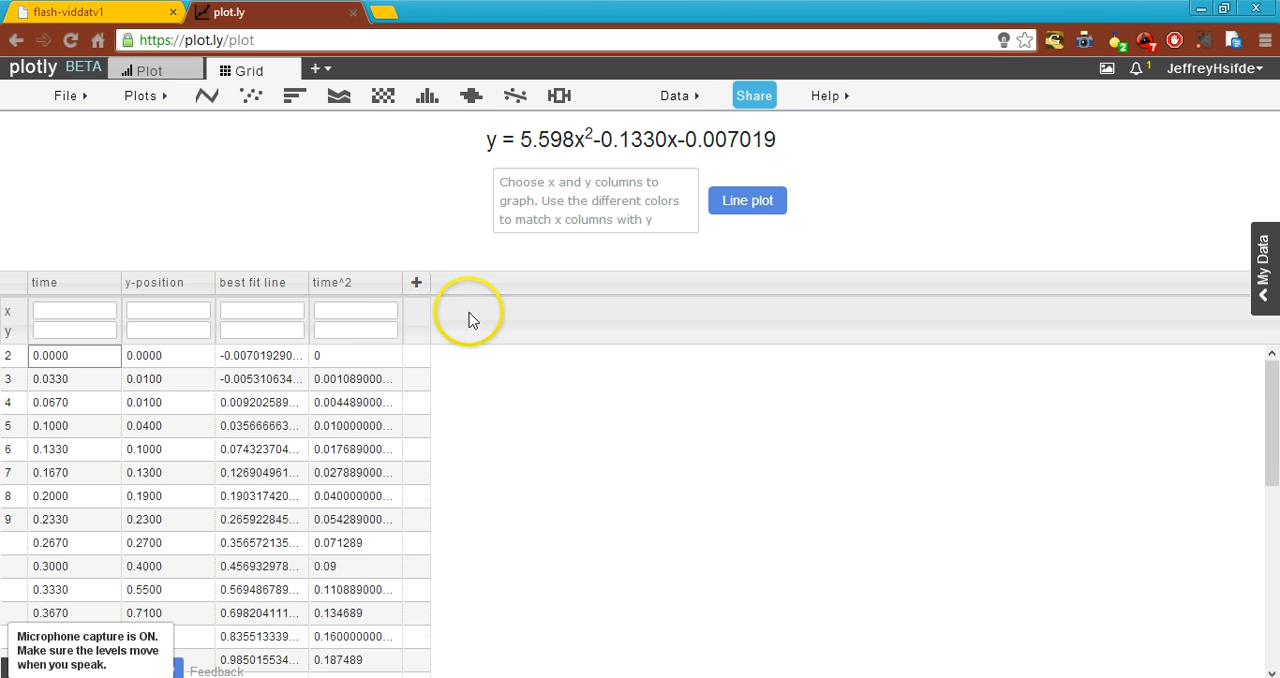 flash-viddatv1
plot.ly
https://plot.ly/plot
2
7
plotly BETA
Plot
Grid
1
JeffreyHsifde
File
Plots
Data
Share
Help
y = 5.598x²-0.1330x-0.007019
Choose x and y columns to
graph. Use the different colors
to match x columns with y
Line plot
My Data
time y-position best fit line time^2
x
y
2 0.0000 0.0000 -0.007019290... 0
3 0.0330 0.0100 -0.005310634... 0.001089000...
4 0.0670 0.0100 0.009202589... 0.004489000...
5 0.1000 0.0400 0.035666663... 0.010000000...
6 0.1330 0.1000 0.074323704... 0.017689000...
7 0.1670 0.1300 0.126904961... 0.027889000...
8 0.2000 0.1900 0.190317420... 0.040000000...
9 0.2330 0.2300 0.265922845... 0.054289000...
0.2670 0.2700 0.356572135... 0.071289
0.3000 0.4000 0.456932978... 0.09
0.3330 0.5500 0.569486789... 0.110889000...
0.3670 0.7100 0.698204111... 0.134689
0.835513339... 0.160000000...
0.985015534... 0.187489
Microphone capture is ON.
Make sure the levels move
when you speak.
Feedback